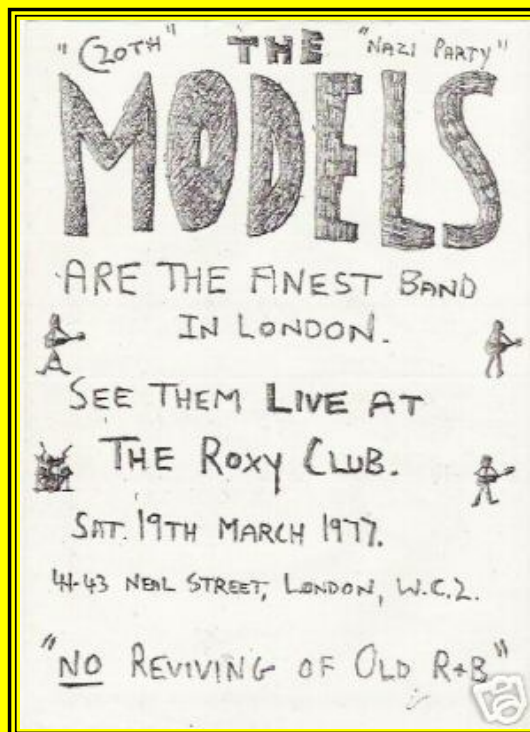 "C20TH" THE "NAZI PARTY"
MODELS
ARE THE FINEST BAND
IN LONDON.
SEE THEM LIVE AT
THE ROXY CLUB.
SAT. 19TH MARCH 1977.
41-43 NEAL STREET, LONDON, W.C.2.
"NO REVIVING OF OLD R+B"